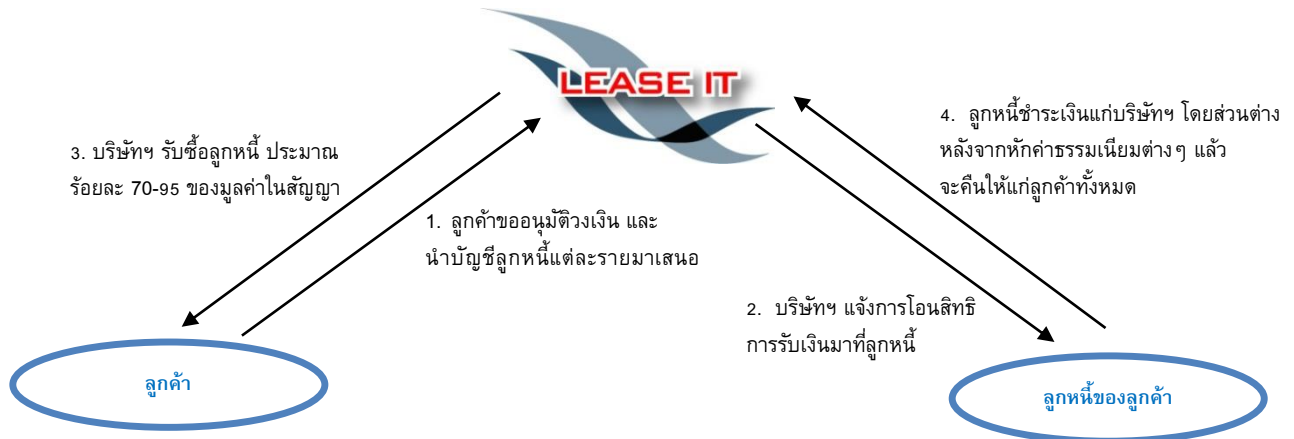 LEASE IT
3. บริษัทฯ รับซื้อลูกหนี้ ประมาณ
ร้อยละ 70-95 ของมูลค่าในสัญญา
1. ลูกค้าขออนุมัติวงเงิน และ
นำบัญชีลูกหนี้แต่ละรายมาเสนอ
4. ลูกหนี้ชำระเงินแก่บริษัทฯ โดยส่วนต่าง
หลังจากหักค่าธรรมเนียมต่างๆ แล้ว
จะคืนให้แก่ลูกค้าทั้งหมด
2. บริษัทฯ แจ้งการโอนสิทธิ
การรับเงินมาที่ลูกหนี้
ลูกค้า
ลูกหนี้ของลูกค้า